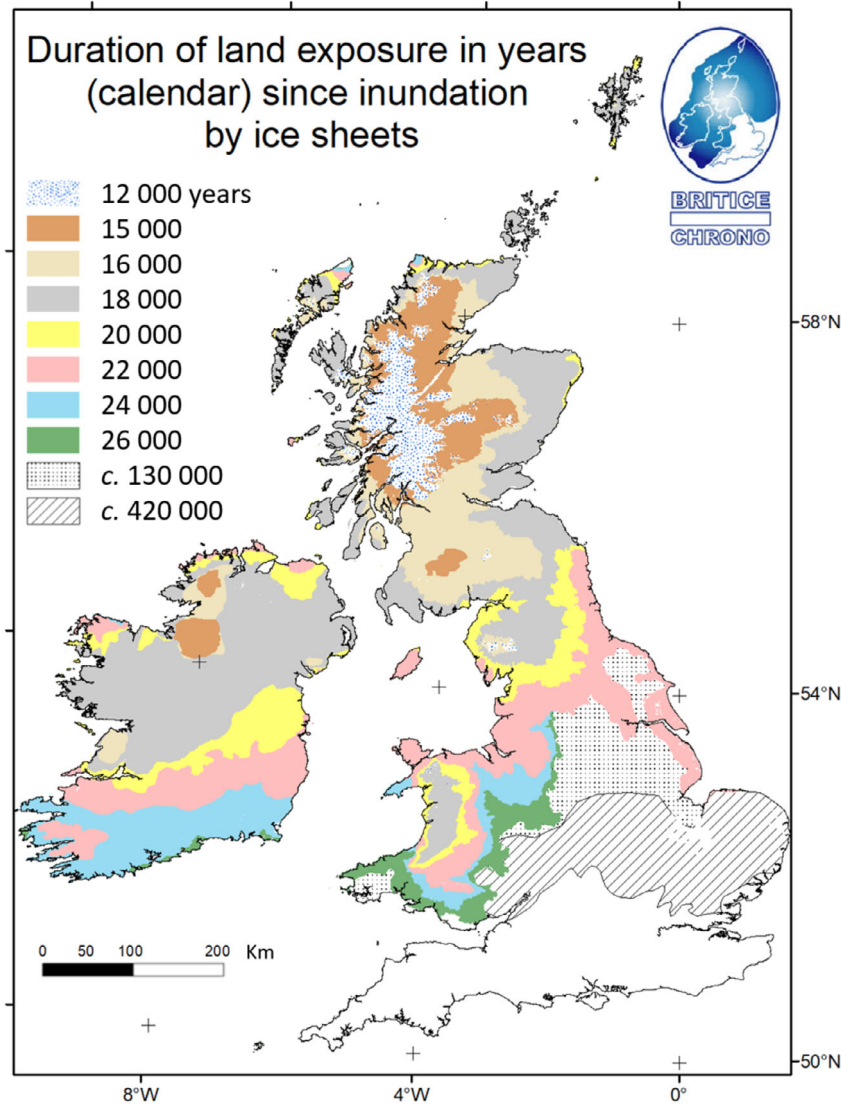 Duration of land exposure in years
(calendar) since inundation
by ice sheets
BRITICE
CHRONO
12 000 years
15 000
16 000
18 000
20 000
22 000
24 000
26 000
c. 130 000
c. 420 000
58°N
54°N
50°N
0 50 100 200 Km
8°W 4°W 0°